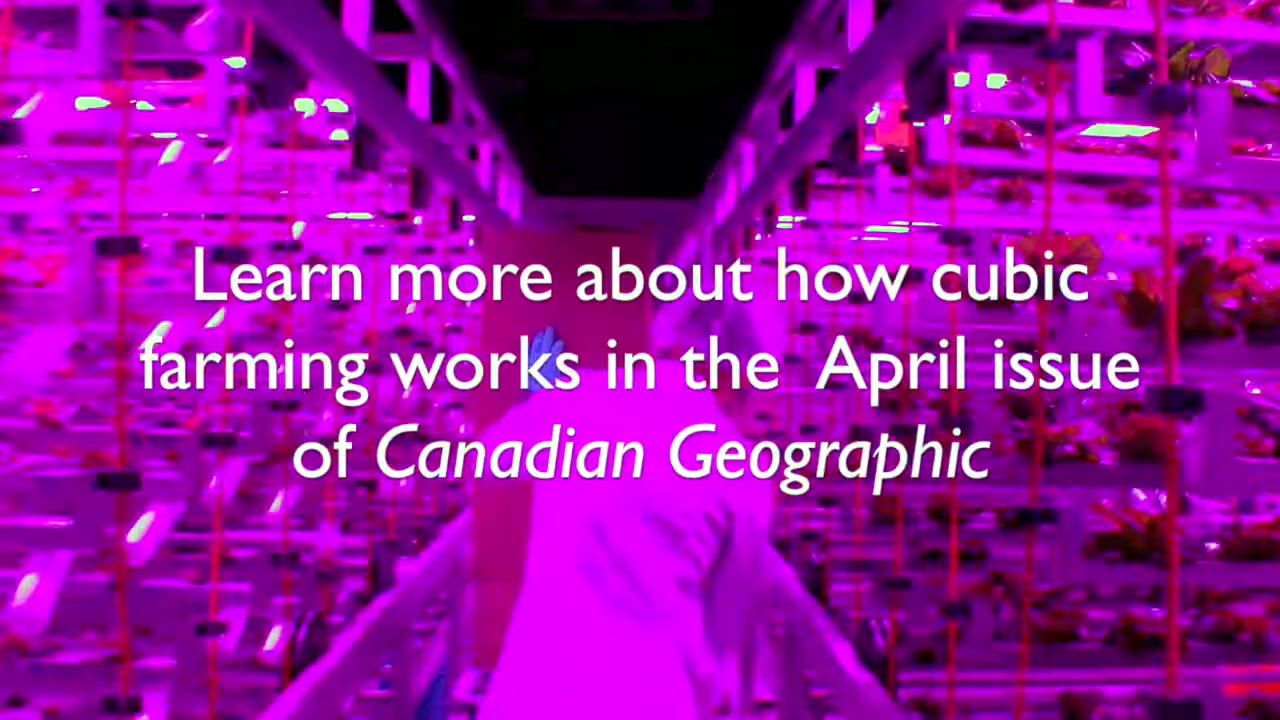 Learn more about how cubic
farming works in the April issue
of Canadian Geographic